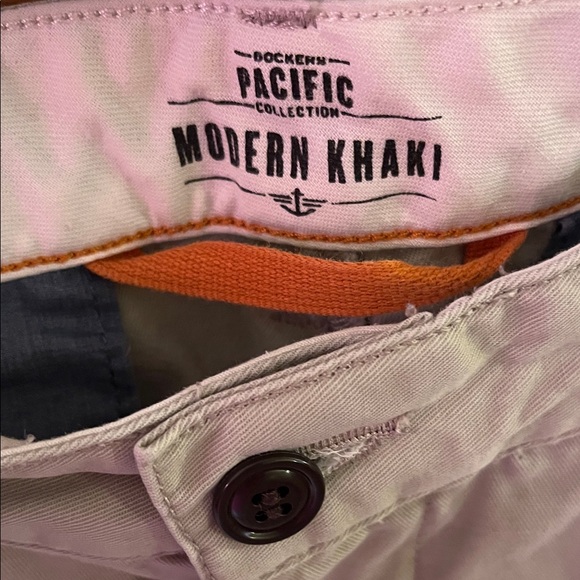 DOCKERS
PACIFIC
COLLECTION
MODERN KHAKI